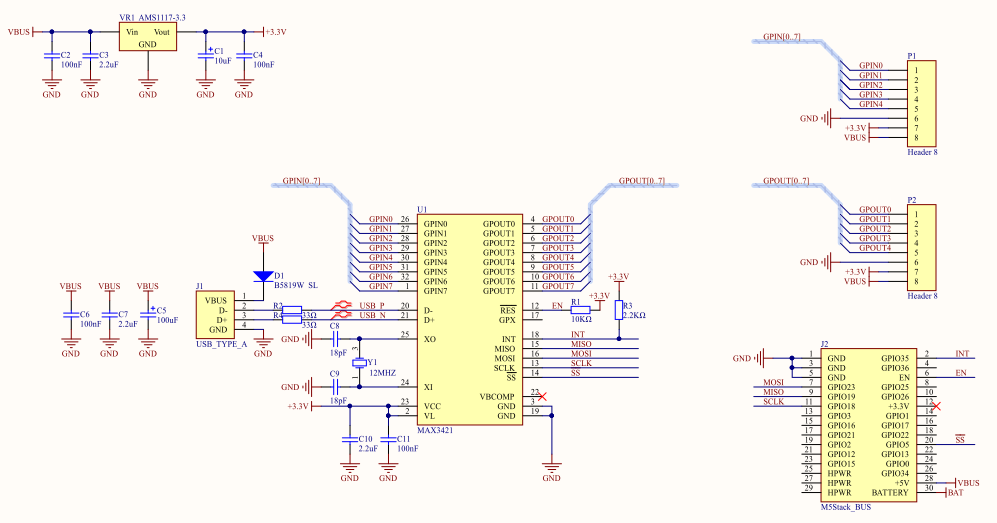 VR1 AMS1117-3.3
VBUS
Vin Vout
GND
+3.3V
C2
100nF
C3
2.2uF
C1
10uF
C4
100nF
GND GND GND GND GND
GPIN[0..7]
P1
GPIN0 1
GPIN1 2
GPIN2 3
GPIN3 4
GPIN4 5
GND 6
+3.3V 7
VBUS 8
Header 8
GPOUT[0..7]
P2
GPOUT0 1
GPOUT1 2
GPOUT2 3
GPOUT3 4
GPOUT4 5
GND 6
+3.3V 7
VBUS 8
Header 8
GPIN[0..7]
GPOUT[0..7]
U1
GPIN0 26 GPIN0 GPOUT0 4 GPOUT0
GPIN1 27 GPIN1 GPOUT1 5 GPOUT1
GPIN2 28 GPIN2 GPOUT2 6 GPOUT2
GPIN3 29 GPIN3 GPOUT3 7 GPOUT3
GPIN4 30 GPIN4 GPOUT4 8 GPOUT4
GPIN5 31 GPIN5 GPOUT5 9 GPOUT5
GPIN6 32 GPIN6 GPOUT6 10 GPOUT6
GPIN7 1 GPIN7 GPOUT7 11 GPOUT7
USB_P 20 D- RES 12 EN
USB_N 21 D+ GPX 17
25 XO INT 18 INT
MISO 15 MISO
MOSI 16 MOSI
SCLK 13 SCLK
SS 14 SS
24 XI
VBCOMP 22
+3.3V 23 VCC GND 3
2 VL GND 19
MAX3421
R1
10KΩ
+3.3V
+3.3V
R3
2.2KΩ
GND
VBUS
D1
B5819W SL
J1
VBUS 1
D- 2
D+ 3
GND 4
USB_TYPE_A
GND
R2
33Ω
R4
33Ω
C8
18pF
GND
3
Y1
12MHZ
1
C9
18pF
GND
C10
2.2uF
C11
100nF
GND GND
VBUS VBUS VBUS
C6
100nF
C7
2.2uF
C5
100uF
GND GND GND
J2
GND 1 GND GPIO35 2 INT
3 GND GPIO36 4
5 GND EN 6 EN
MOSI 7 GPIO23 GPIO25 8
MISO 9 GPIO19 GPIO26 10
SCLK 11 GPIO18 +3.3V 12
13 GPIO3 GPIO1 14
15 GPIO16 GPIO17 16
17 GPIO21 GPIO22 18
19 GPIO2 GPIO5 20 SS
21 GPIO12 GPIO13 22
23 GPIO15 GPIO0 24
25 HPWR GPIO34 26
27 HPWR +5V 28 VBUS
29 HPWR BATTERY 30 BAT
M5Stack_BUS